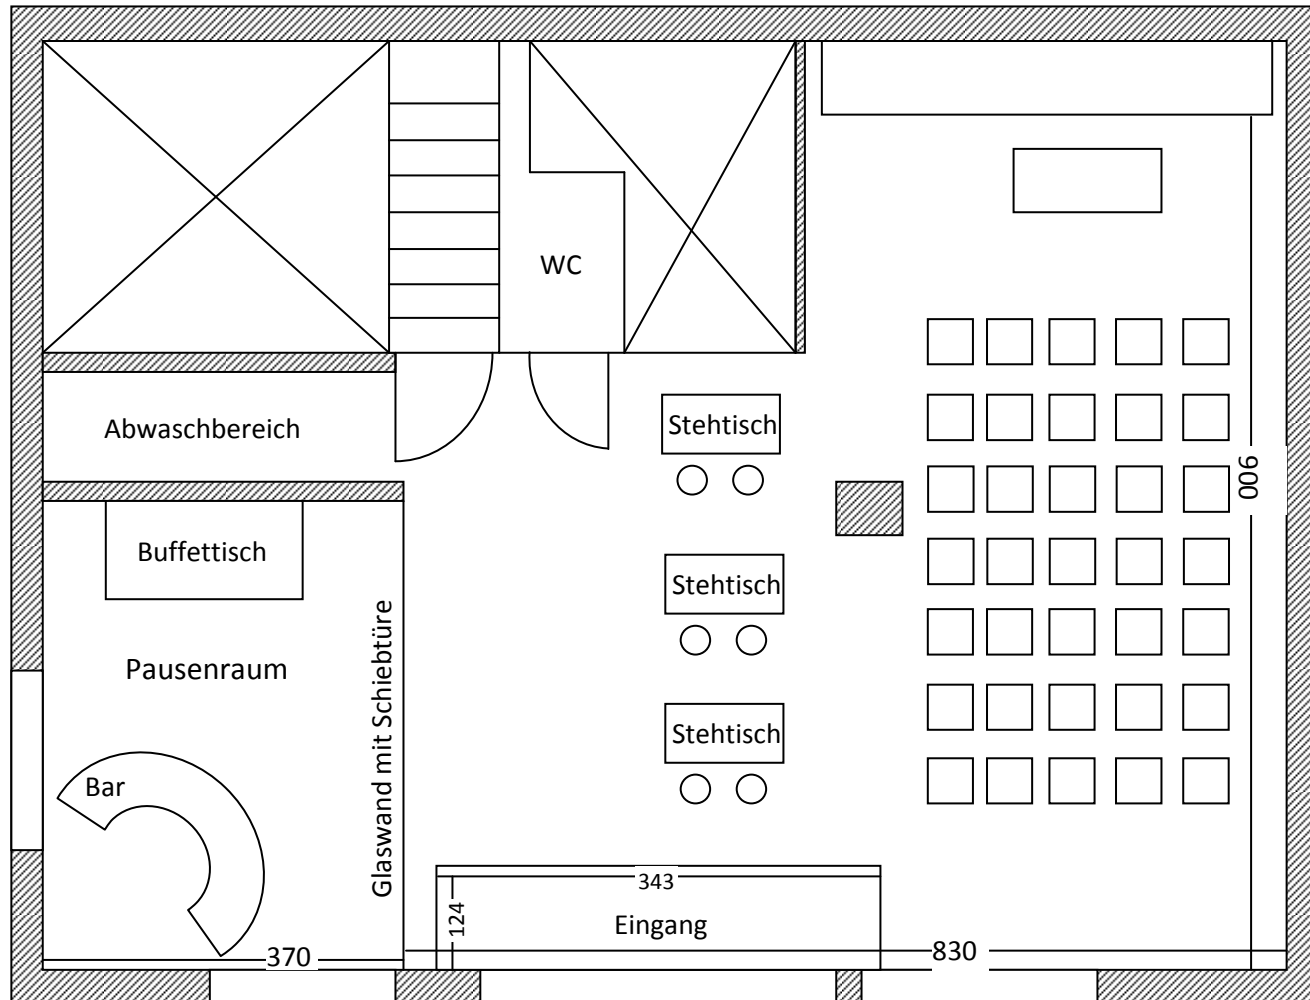 WC
Stehtisch
Abwaschbereich
900
Buffettisch
Stehtisch
Glaswand mit Schiebtüre
Pausenraum
Stehtisch
Bar
343
124
Eingang
370
830